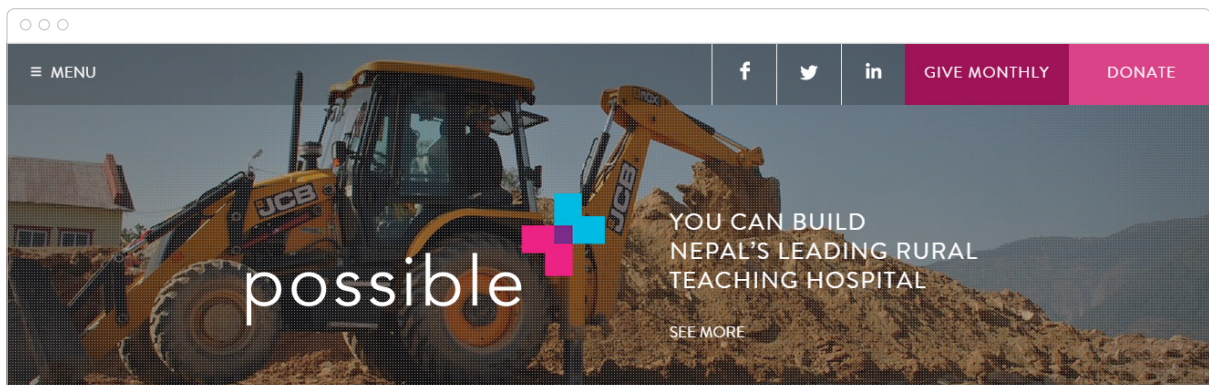 ≡ MENU
f
in
GIVE MONTHLY
DONATE
JCB
JCB
possible
YOU CAN BUILD
NEPAL'S LEADING RURAL
TEACHING HOSPITAL
SEE MORE